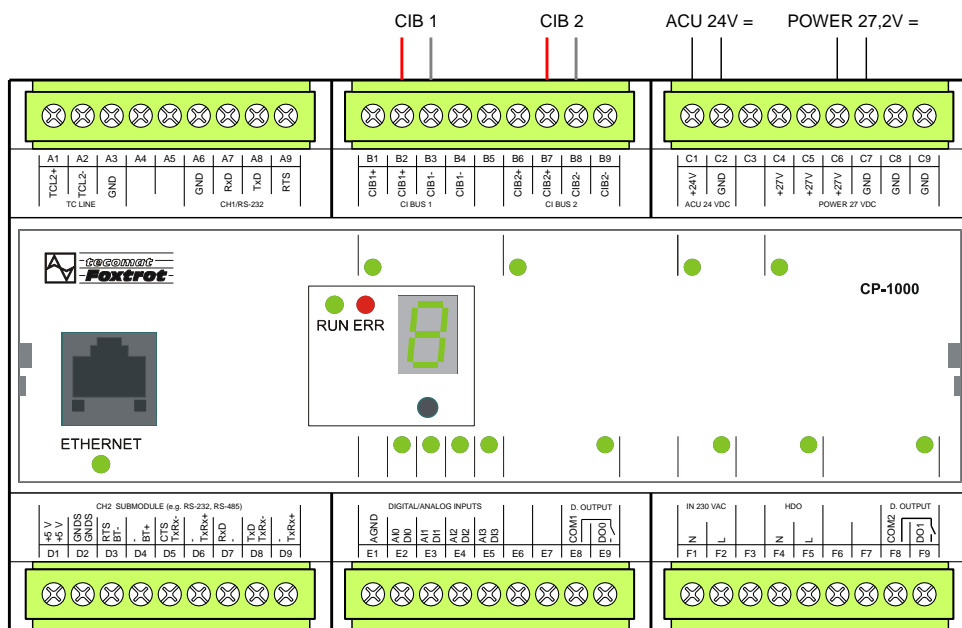 CIB 1 CIB 2 ACU 24V = POWER 27,2V =
A1 A2 A3 A4 A5 A6 A7 A8 A9
TCL2+ TCL2- GND GND RxD TxD RTS
TC LINE CH1/RS-232
B1 B2 B3 B4 B5 B6 B7 B8 B9
CIB1+ CIB1+ CIB1- CIB1- CIB2+ CIB2+ CIB2- CIB2-
CI BUS 1 CI BUS 2
C1 C2 C3 C4 C5 C6 C7 C8 C9
+24V GND +27V +27V +27V GND GND GND
ACU 24 VDC POWER 27 VDC
tecomat
Foxtrot
CP-1000
RUN ERR
8
ETHERNET
CH2 SUBMODULE (e.g. RS-232, RS-485)
+5 V GNDS RTS - CTS - RxD TxD -
+5 V GNDS BT- BT+ TxRx- TxRx+ - TxRx- TxRx+
D1 D2 D3 D4 D5 D6 D7 D8 D9
DIGITAL/ANALOG INPUTS D. OUTPUT
AGND AI0 AI1 AI2 AI3 COM1 DO0
DI0 DI1 DI2 DI3
E1 E2 E3 E4 E5 E6 E7 E8 E9
IN 230 VAC HDO D. OUTPUT
N L N L COM2 DO1
F1 F2 F3 F4 F5 F6 F7 F8 F9